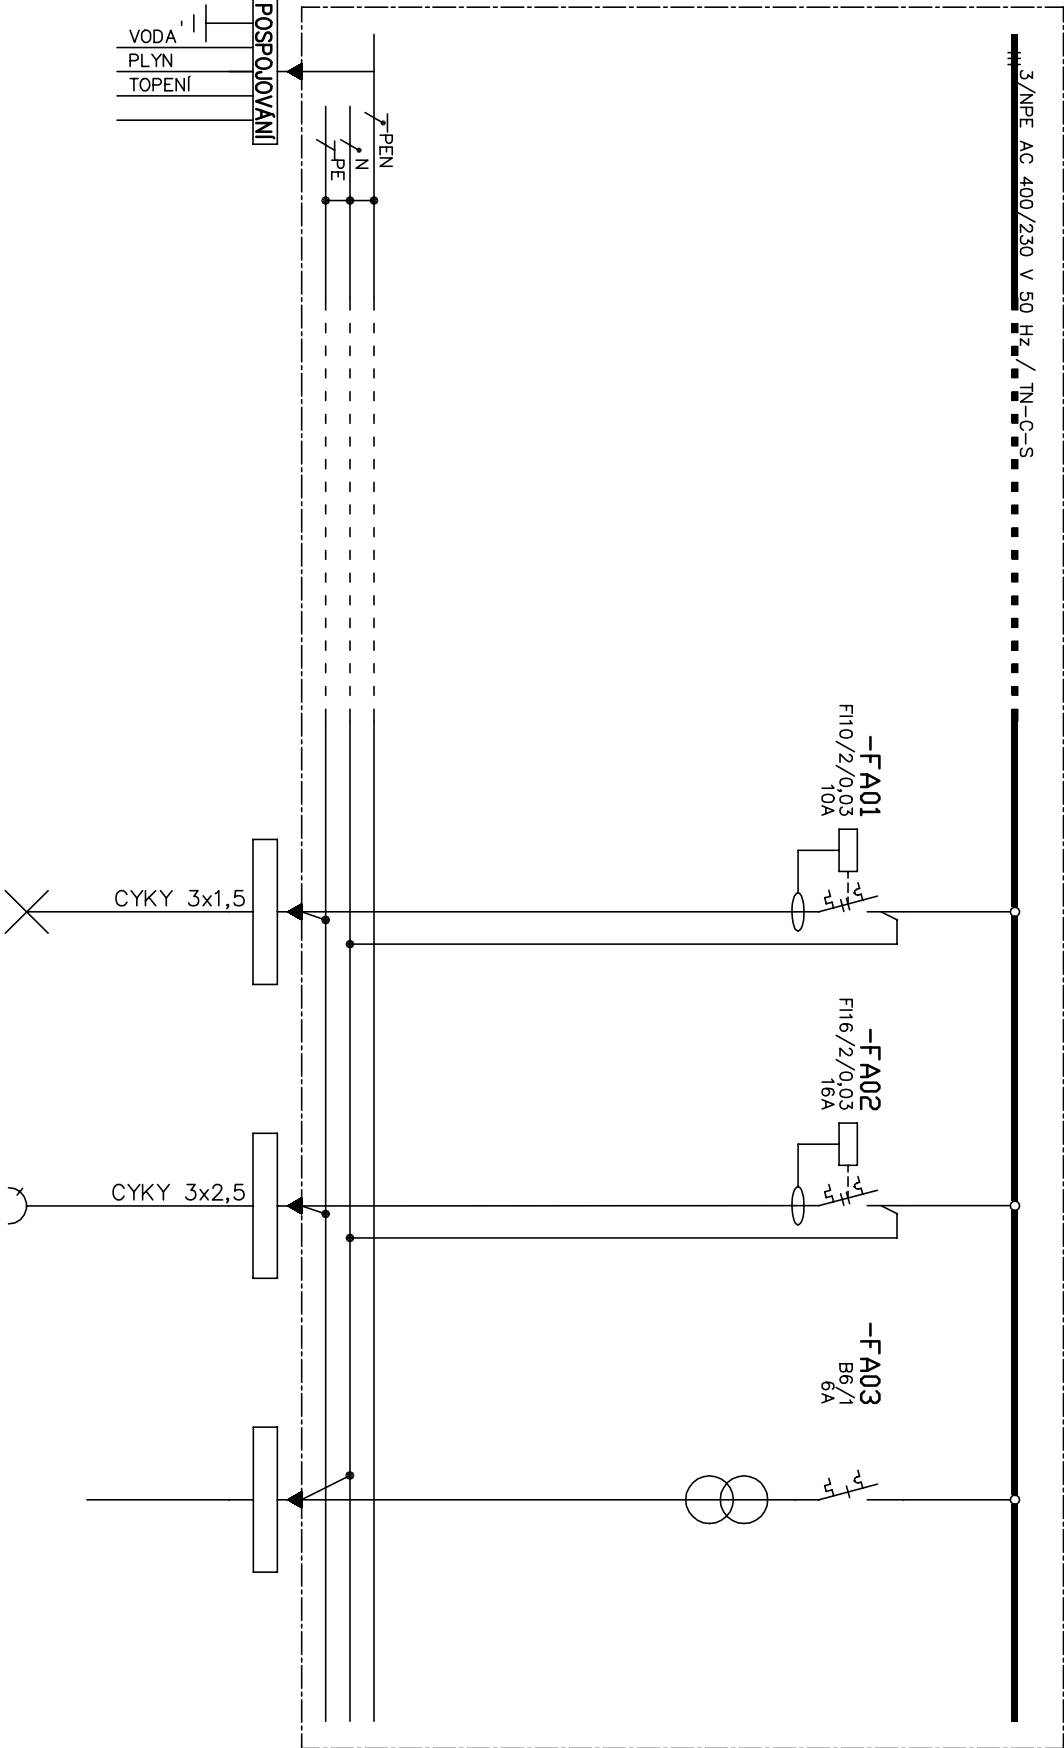 3/NPE AC 400/230 V 50 Hz / TN-C-S
POSPOJOVÁNÍ
VODA
PLYN
TOPENÍ
PEN
N
PE
-FA01
FI10/2/0,03
10A
CYKY 3x1,5
-FA02
FI16/2/0,03
16A
CYKY 3x2,5
-FA03
B6/1
6A